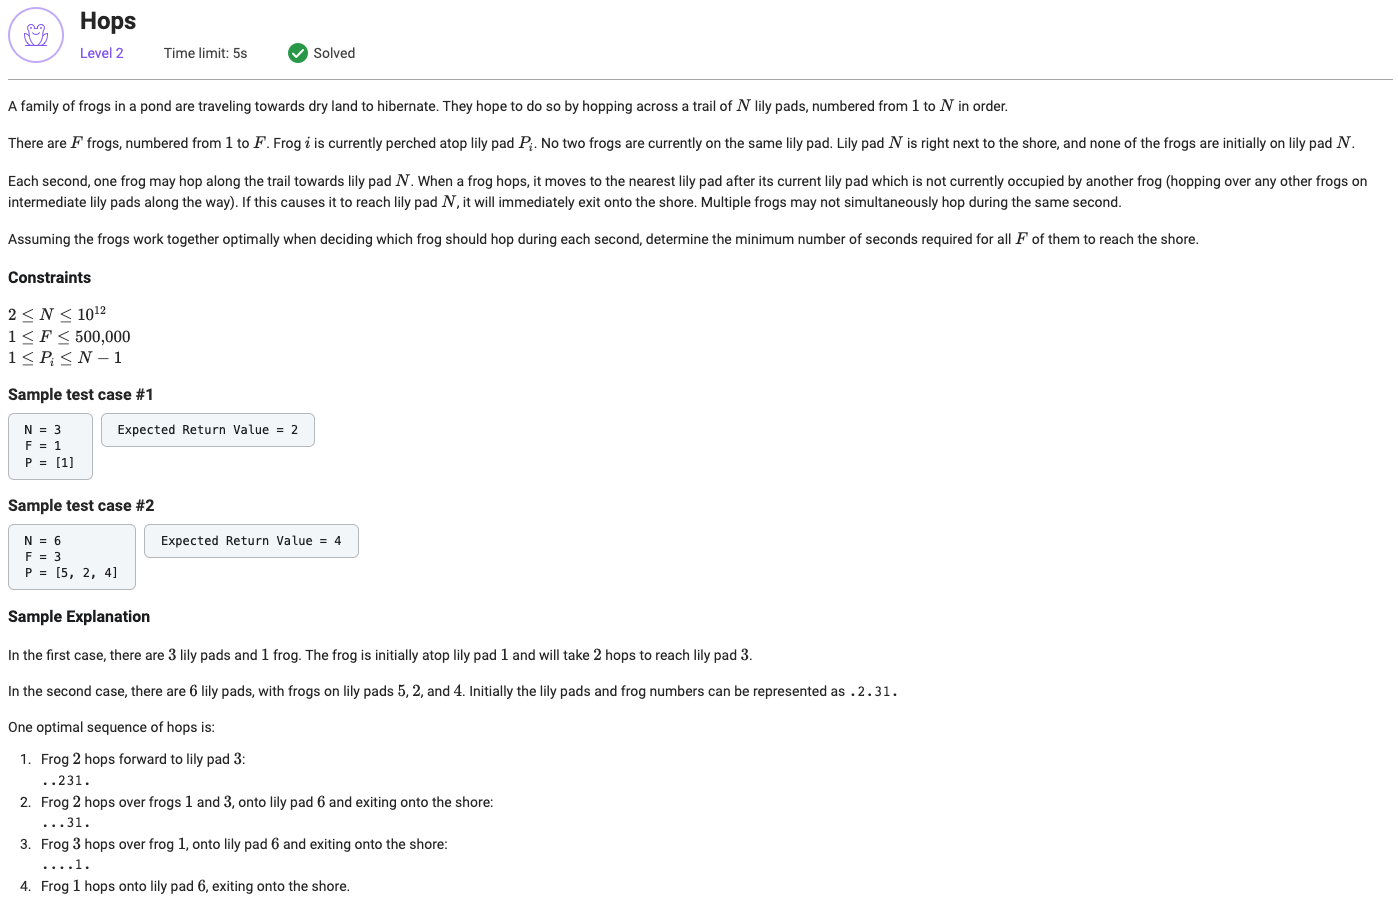 Hops
Level 2 Time limit: 5s Solved
A family of frogs in a pond are traveling towards dry land to hibernate. They hope to do so by hopping across a trail of N lily pads, numbered from 1 to N in order.
There are F frogs, numbered from 1 to F. Frog i is currently perched atop lily pad Pᵢ. No two frogs are currently on the same lily pad. Lily pad N is right next to the shore, and none of the frogs are initially on lily pad N.
Each second, one frog may hop along the trail towards lily pad N. When a frog hops, it moves to the nearest lily pad after its current lily pad which is not currently occupied by another frog (hopping over any other frogs on
intermediate lily pads along the way). If this causes it to reach lily pad N, it will immediately exit onto the shore. Multiple frogs may not simultaneously hop during the same second.
Assuming the frogs work together optimally when deciding which frog should hop during each second, determine the minimum number of seconds required for all F of them to reach the shore.
Constraints
2 ≤ N ≤ 10¹²
1 ≤ F ≤ 500,000
1 ≤ Pᵢ ≤ N − 1
Sample test case #1
N = 3
F = 1
P = [1]
Expected Return Value = 2
Sample test case #2
N = 6
F = 3
P = [5, 2, 4]
Expected Return Value = 4
Sample Explanation
In the first case, there are 3 lily pads and 1 frog. The frog is initially atop lily pad 1 and will take 2 hops to reach lily pad 3.
In the second case, there are 6 lily pads, with frogs on lily pads 5, 2, and 4. Initially the lily pads and frog numbers can be represented as .2.31.
One optimal sequence of hops is:
1. Frog 2 hops forward to lily pad 3:
..231.
2. Frog 2 hops over frogs 1 and 3, onto lily pad 6 and exiting onto the shore:
...31.
3. Frog 3 hops over frog 1, onto lily pad 6 and exiting onto the shore:
....1.
4. Frog 1 hops onto lily pad 6, exiting onto the shore.